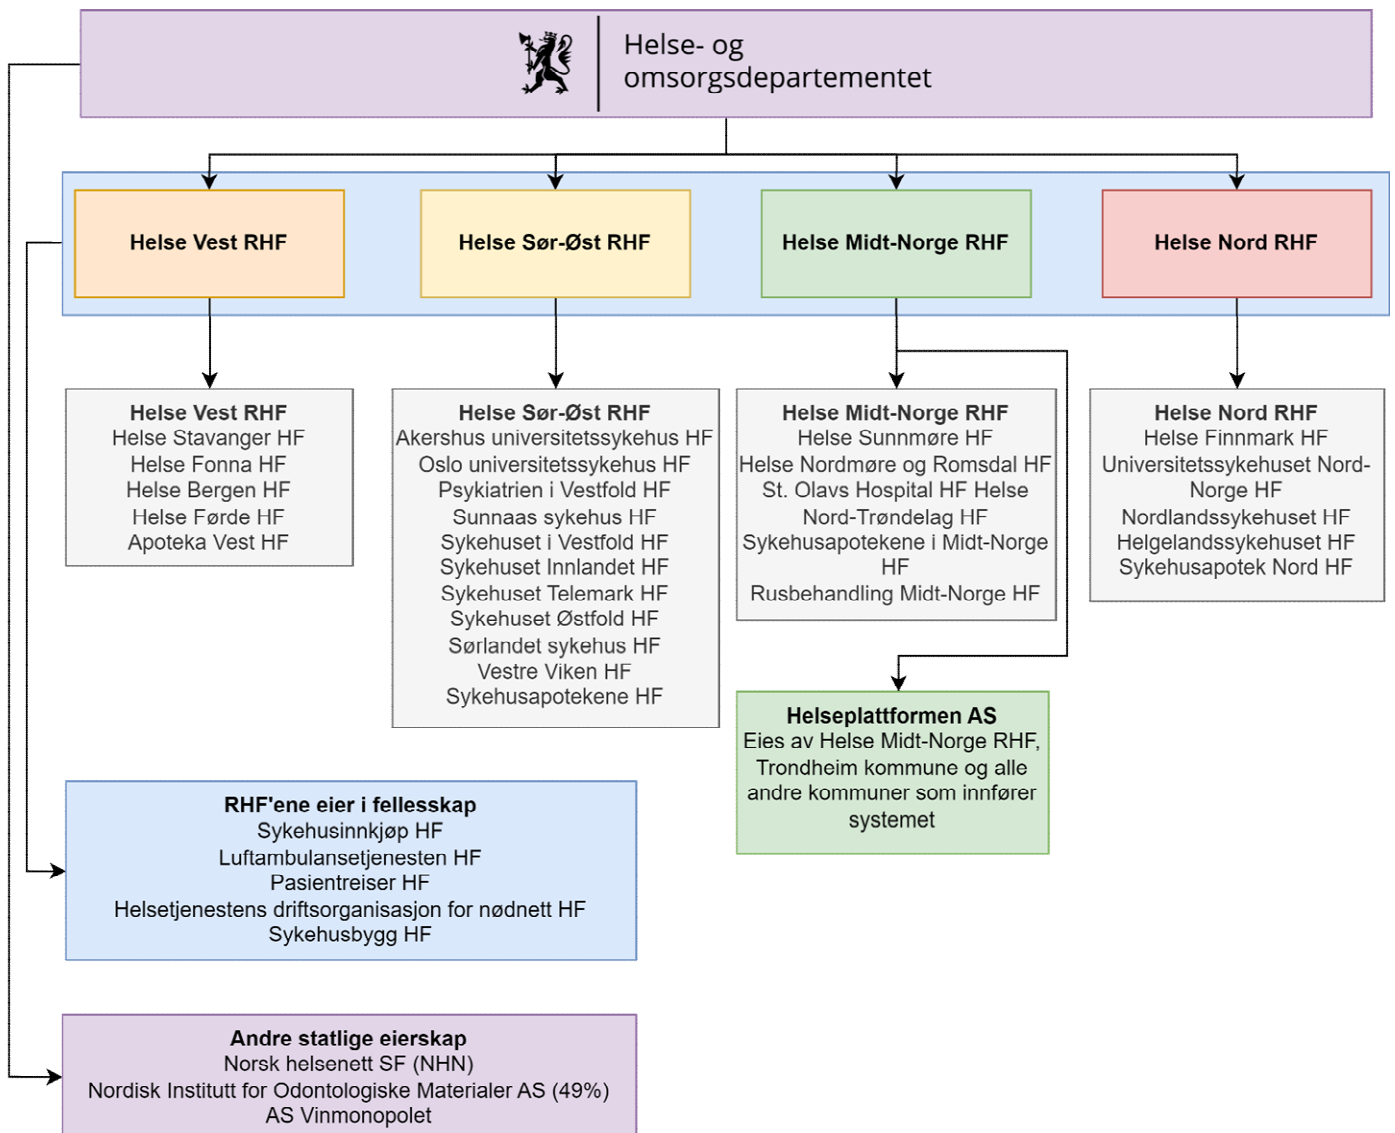 Helse- og
omsorgsdepartementet
Helse Vest RHF
Helse Sør-Øst RHF
Helse Midt-Norge RHF
Helse Nord RHF
Helse Vest RHF
Helse Stavanger HF
Helse Fonna HF
Helse Bergen HF
Helse Førde HF
Apoteka Vest HF
Helse Sør-Øst RHF
Akershus universitetssykehus HF
Oslo universitetssykehus HF
Psykiatrien i Vestfold HF
Sunnaas sykehus HF
Sykehuset i Vestfold HF
Sykehuset Innlandet HF
Sykehuset Telemark HF
Sykehuset Østfold HF
Sørlandet sykehus HF
Vestre Viken HF
Sykehusapotekene HF
Helse Midt-Norge RHF
Helse Sunnmøre HF
Helse Nordmøre og Romsdal HF
St. Olavs Hospital HF Helse
Nord-Trøndelag HF
Sykehusapotekene i Midt-Norge
HF
Rusbehandling Midt-Norge HF
Helse Nord RHF
Helse Finnmark HF
Universitetssykehuset Nord-
Norge HF
Nordlandssykehuset HF
Helgelandssykehuset HF
Sykehusapotek Nord HF
Helseplattformen AS
Eies av Helse Midt-Norge RHF,
Trondheim kommune og alle
andre kommuner som innfører
systemet
RHF'ene eier i fellesskap
Sykehusinnkjøp HF
Luftambulansetjenesten HF
Pasientreiser HF
Helsetjenestens driftsorganisasjon for nødnett HF
Sykehusbygg HF
Andre statlige eierskap
Norsk helsenett SF (NHN)
Nordisk Institutt for Odontologiske Materialer AS (49%)
AS Vinmonopolet